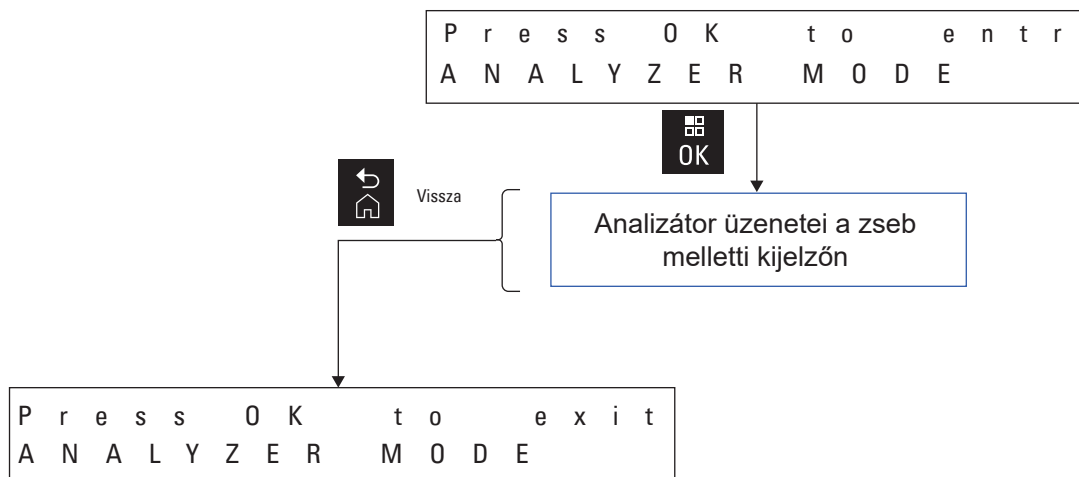 Press OK to entr
ANALYZER MODE
OK
Vissza
Analizátor üzenetei a zseb
melletti kijelzőn
Press OK to exit
ANALYZER MODE